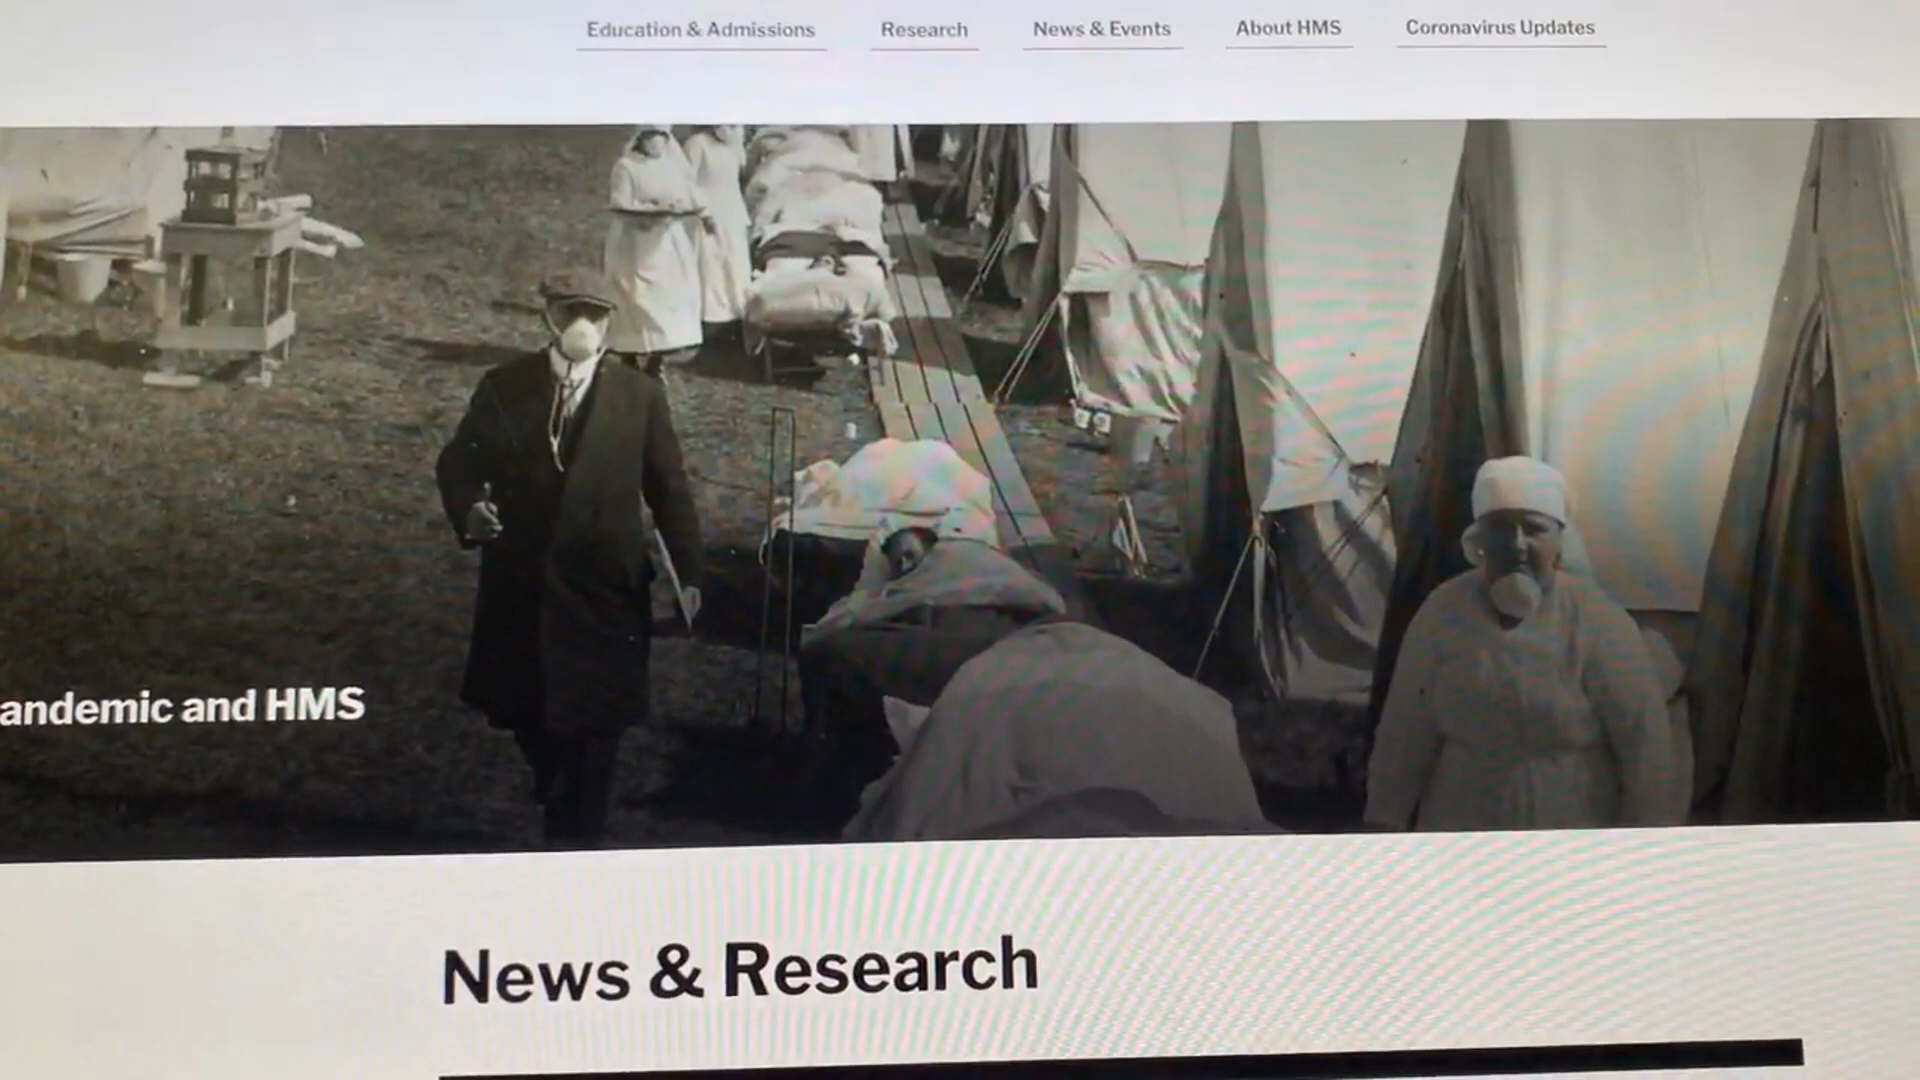 Education & Admissions
Research
News & Events
About HMS
Coronavirus Updates
andemic and HMS
News & Research